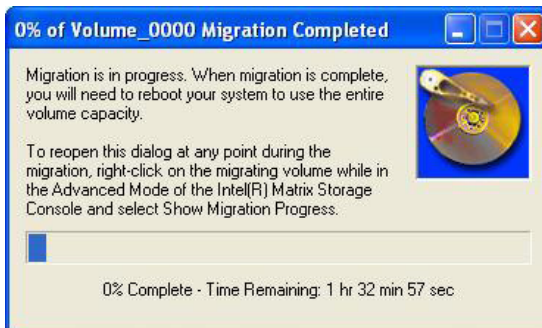 0% of Volume_0000 Migration Completed
Migration is in progress. When migration is complete,
you will need to reboot your system to use the entire
volume capacity.
To reopen this dialog at any point during the
migration, right-click on the migrating volume while in
the Advanced Mode of the Intel(R) Matrix Storage
Console and select Show Migration Progress.
0% Complete - Time Remaining: 1 hr 32 min 57 sec